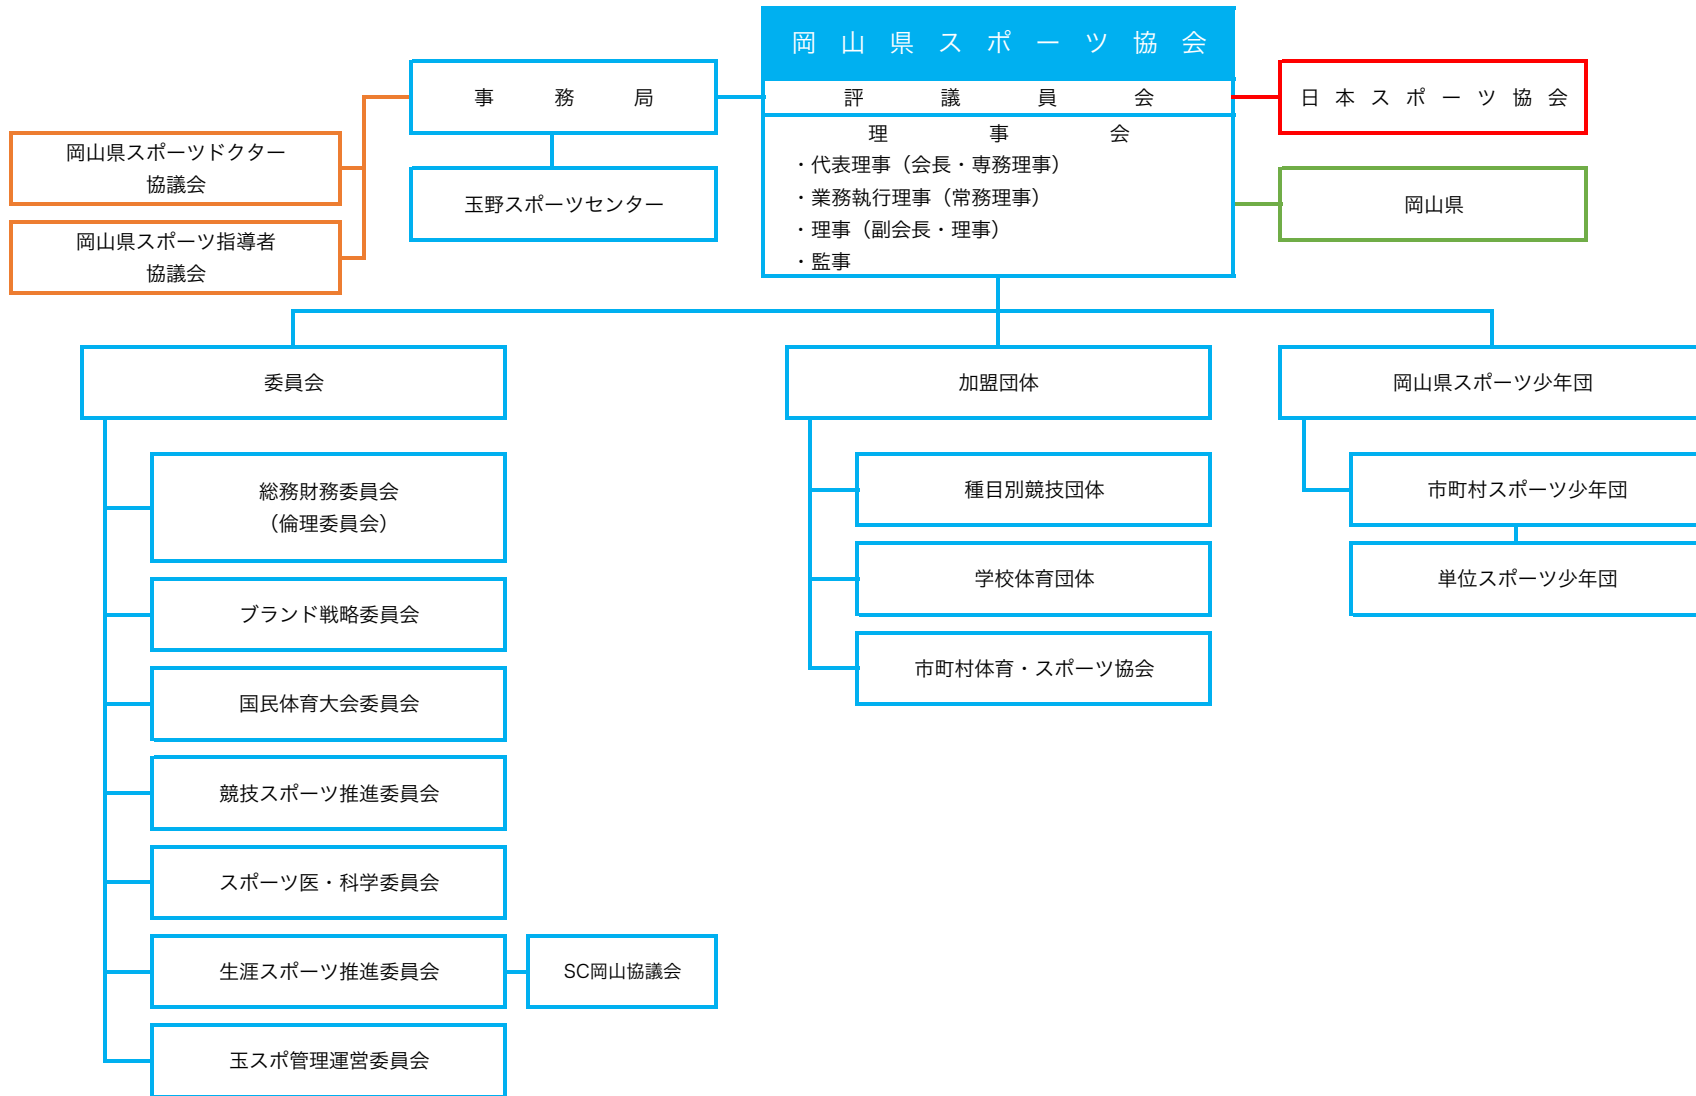 岡山県スポーツ協会
評議員会
理事会
・代表理事（会長・専務理事）
・業務執行理事（常務理事）
・理事（副会長・理事）
・監事
事務局
日本スポーツ協会
岡山県スポーツドクター
協議会
玉野スポーツセンター
岡山県
岡山県スポーツ指導者
協議会
委員会
総務財務委員会
（倫理委員会）
ブランド戦略委員会
国民体育大会委員会
競技スポーツ推進委員会
スポーツ医・科学委員会
生涯スポーツ推進委員会
SC岡山協議会
玉スポ管理運営委員会
加盟団体
種目別競技団体
学校体育団体
市町村体育・スポーツ協会
岡山県スポーツ少年団
市町村スポーツ少年団
単位スポーツ少年団